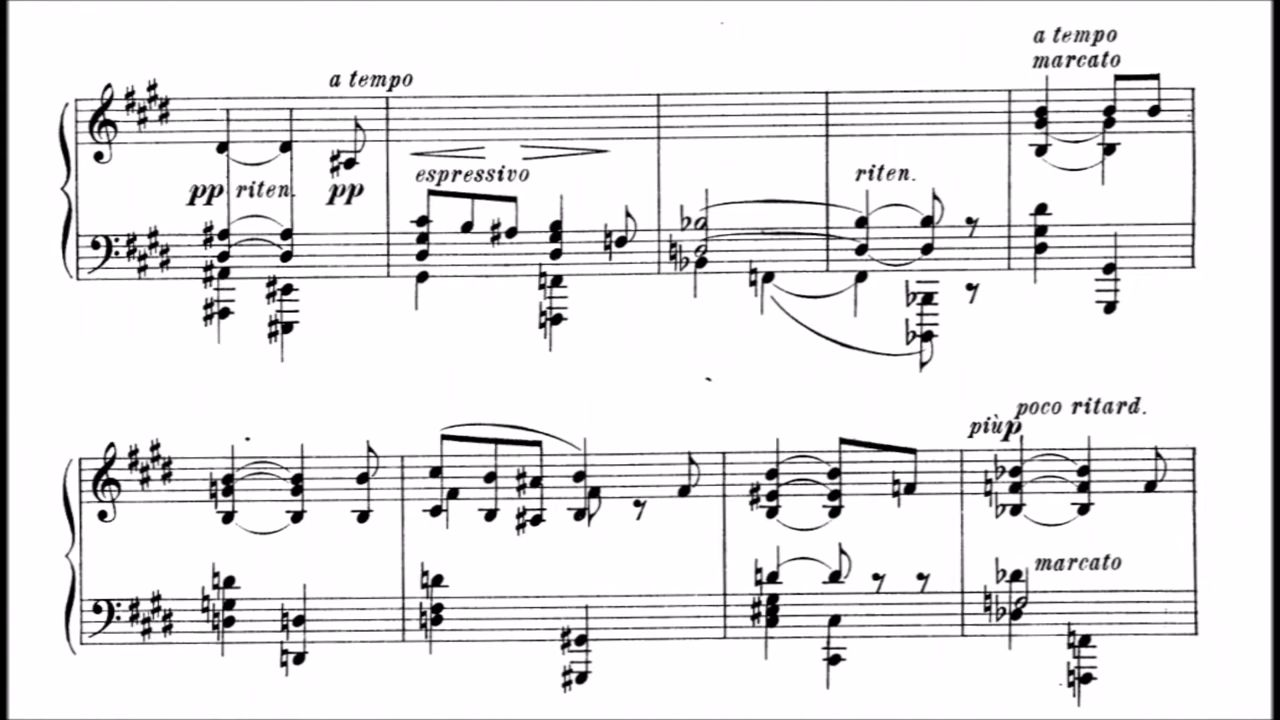 a tempo
marcato
a tempo
pp riten. pp
espressivo
riten.
poco ritard.
più p
marcato